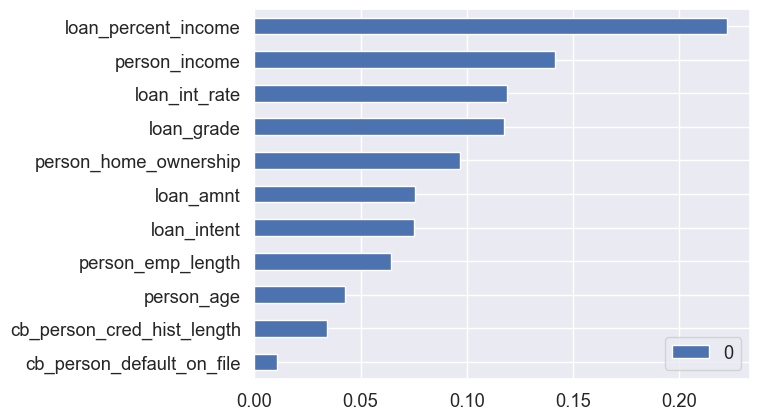 loan_percent_income
person_income
loan_int_rate
loan_grade
person_home_ownership
loan_amnt
loan_intent
person_emp_length
person_age
cb_person_cred_hist_length
cb_person_default_on_file
0
0.00 0.05 0.10 0.15 0.20